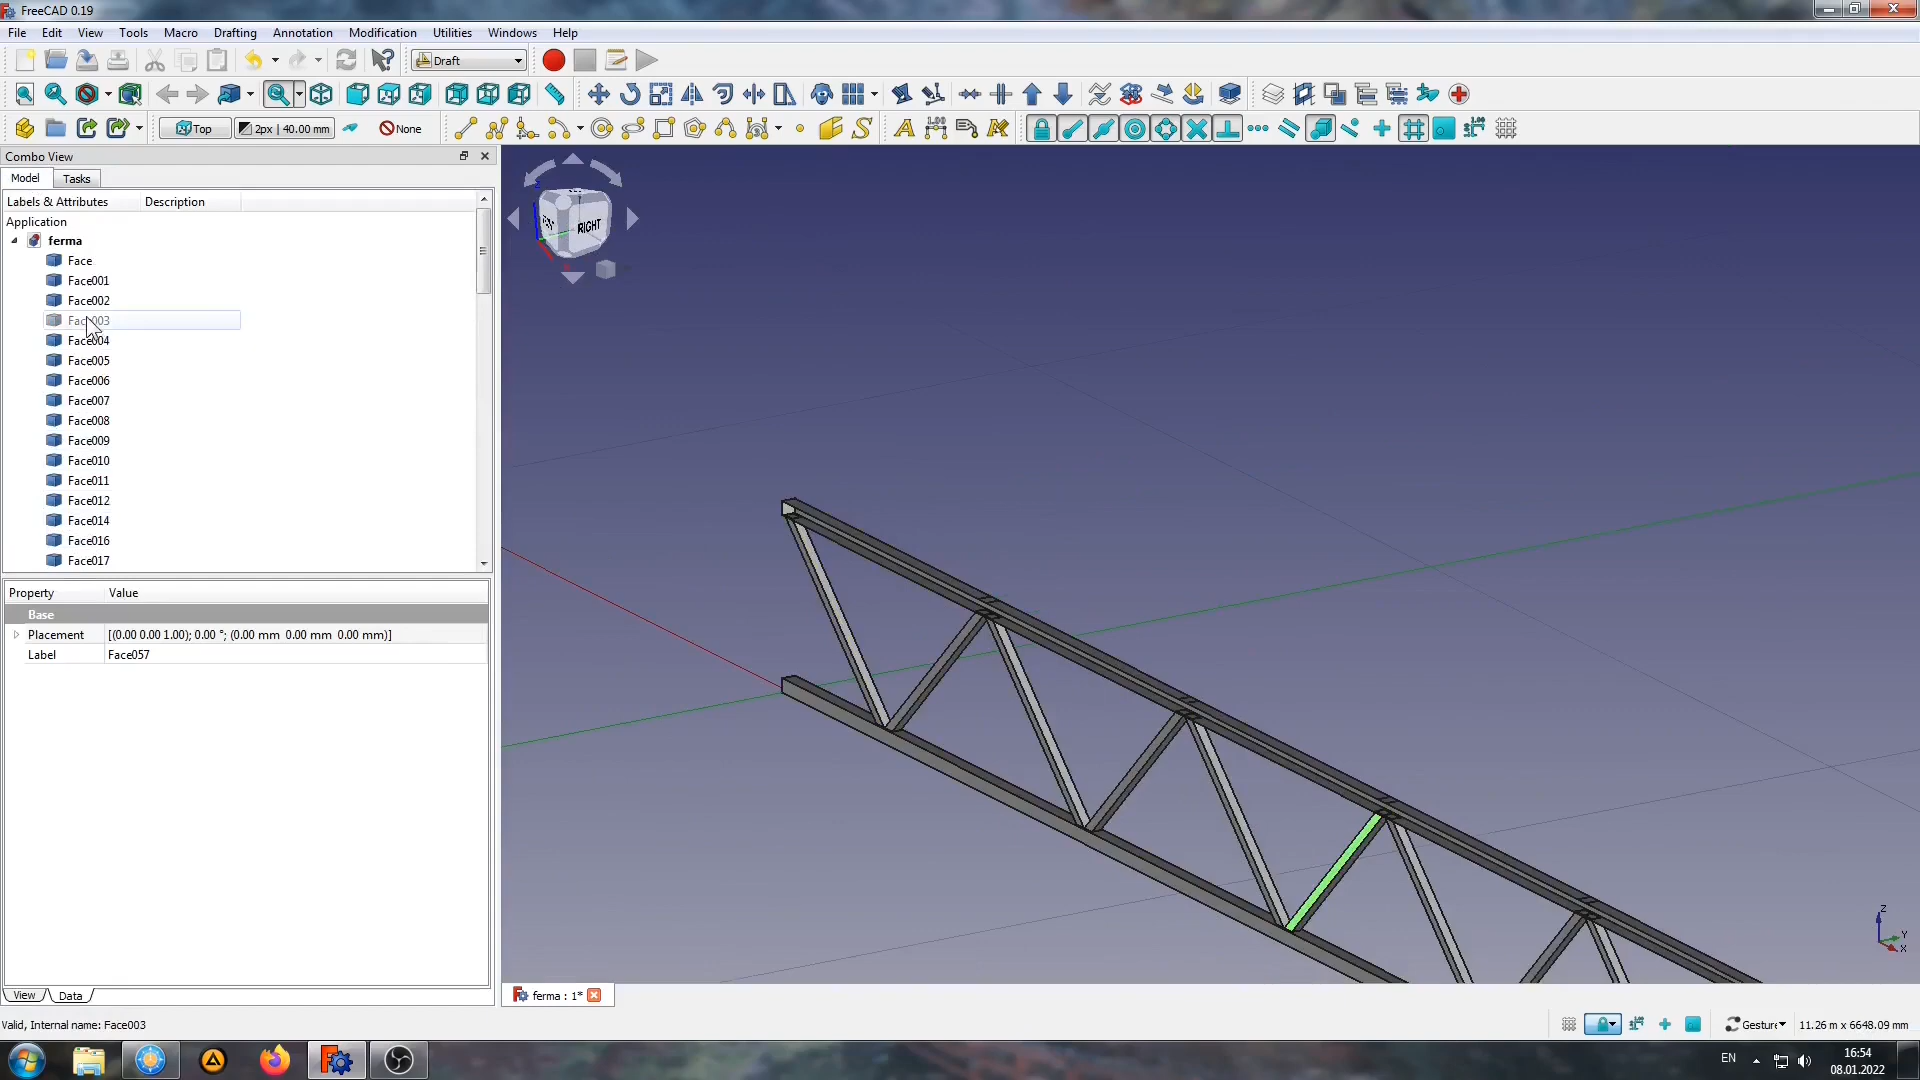 FreeCAD 0.19
File Edit View Tools Macro Drafting Annotation Modification Utilities Windows Help
Draft
Top 2px | 40.00 mm None
Combo View
Model Tasks
Labels & Attributes Description
Application
ferma
Face
Face001
Face002
Face003
Face004
Face005
Face006
Face007
Face008
Face009
Face010
Face011
Face012
Face014
Face016
Face017
RIGHT
Property Value
Base
Placement [(0.00 0.00 1.00); 0.00 °; (0.00 mm 0.00 mm 0.00 mm)]
Label Face057
View Data
ferma : 1*
Z
Y
X
Valid, Internal name: Face003
Gesture 11.26 m x 6648.09 mm
EN
16:54
08.01.2022